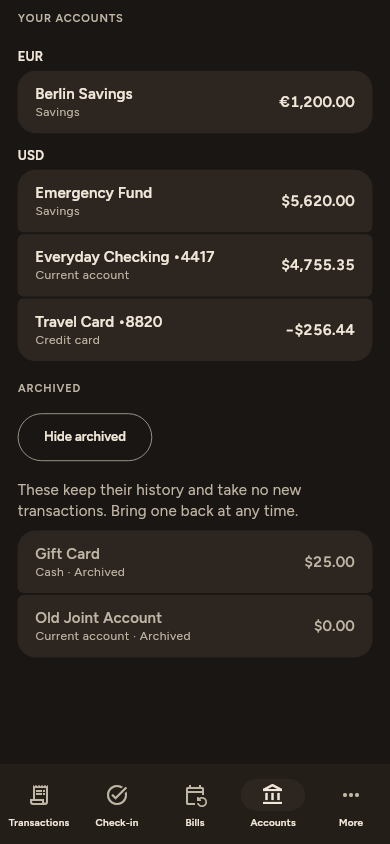 YOUR ACCOUNTS
EUR
Berlin Savings
Savings
€1,200.00
USD
Emergency Fund
Savings
$5,620.00
Everyday Checking •4417
Current account
$4,755.35
Travel Card •8820
Credit card
-$256.44
ARCHIVED
Hide archived
These keep their history and take no new
transactions. Bring one back at any time.
Gift Card
Cash · Archived
$25.00
Old Joint Account
Current account · Archived
$0.00
Transactions
Check-in
Bills
Accounts
More